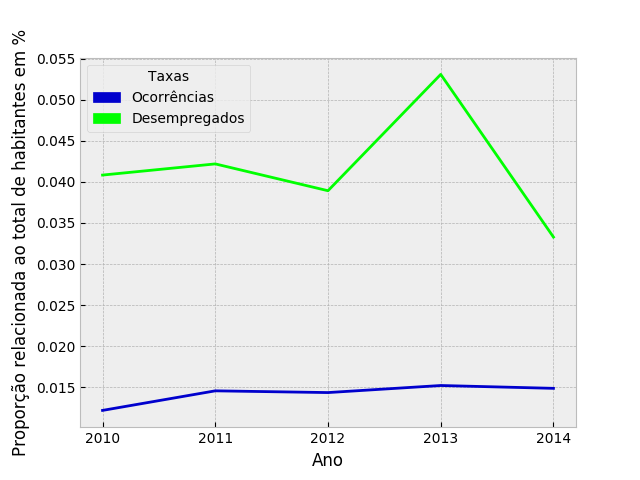 Proporção relacionada ao total de habitantes em %
0.055
0.050
0.045
0.040
0.035
0.030
0.025
0.020
0.015
Taxas
Ocorrências
Desempregados
2010 2011 2012 2013 2014
Ano